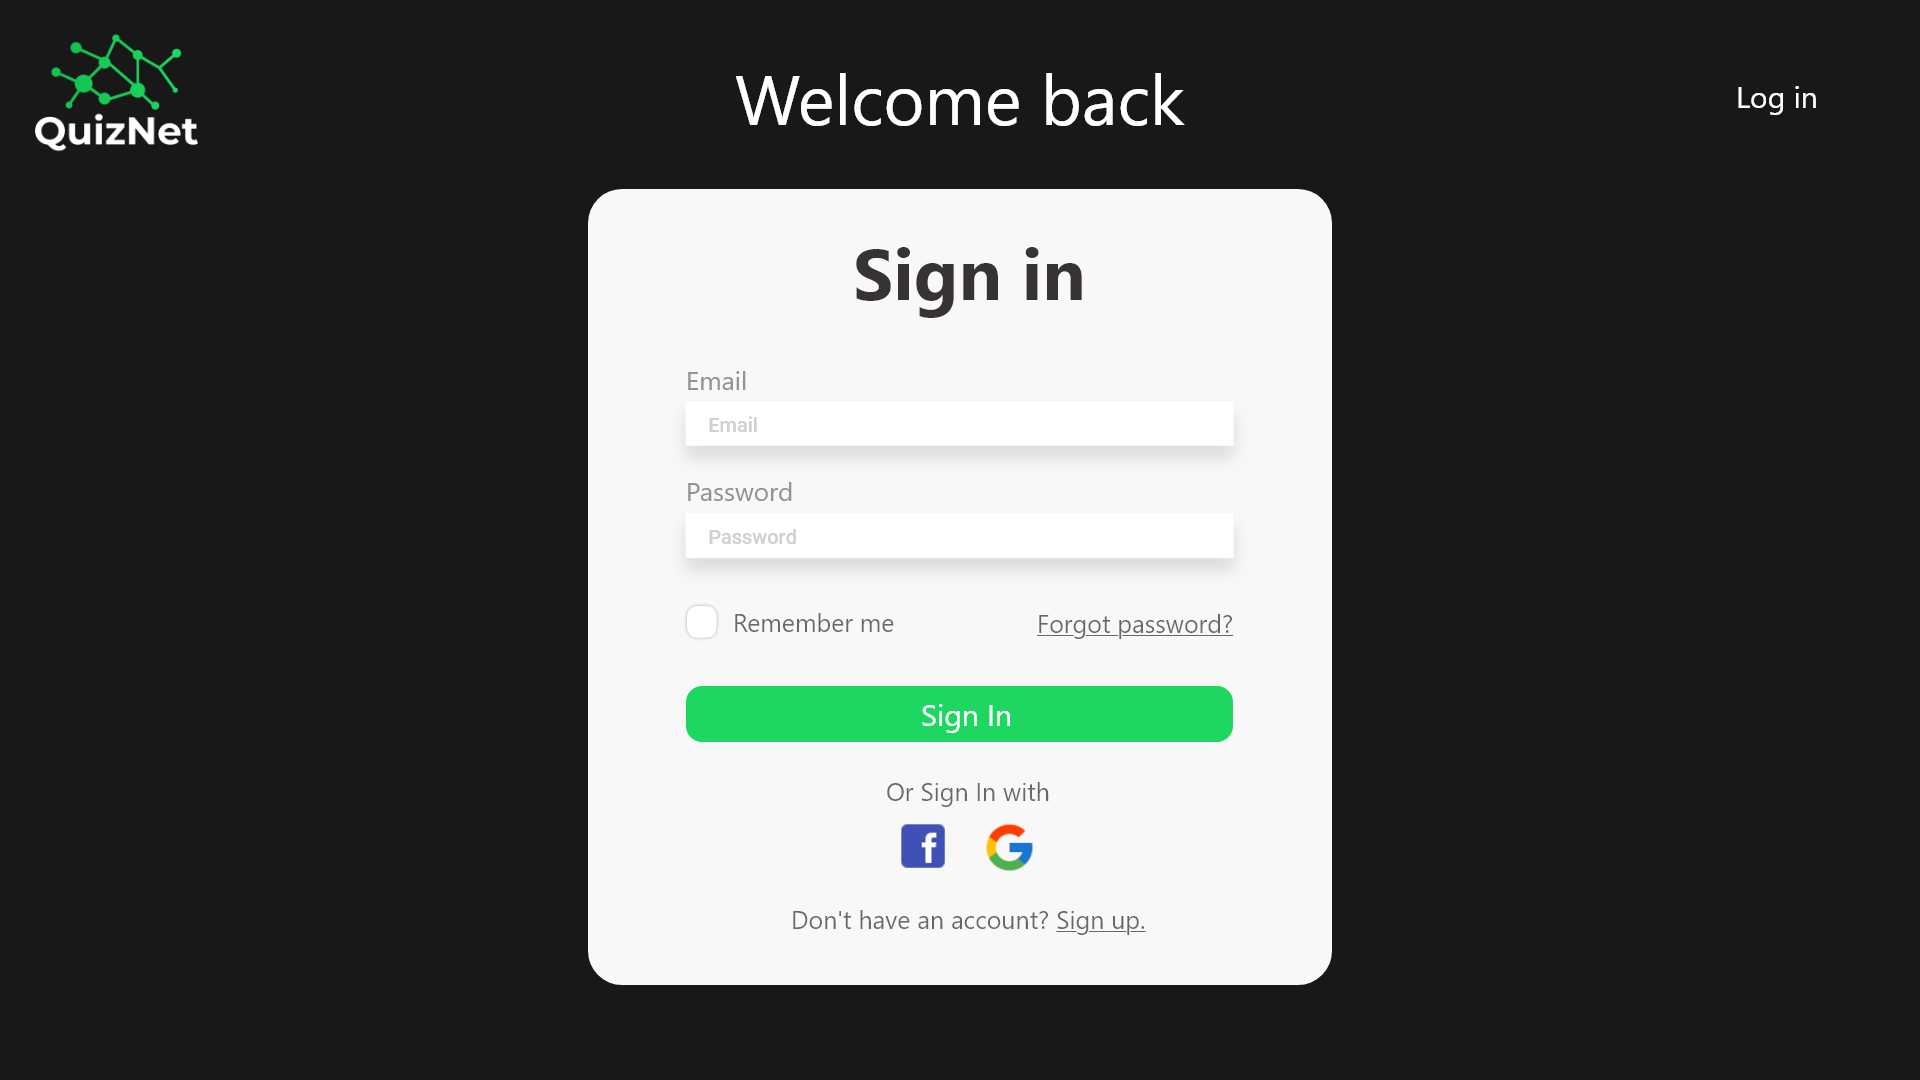 QuizNet
Welcome back
Log in
Sign in
Email
Email
Password
Password
Remember me
Forgot password?
Sign In
Or Sign In with
f
G
Don't have an account? Sign up.